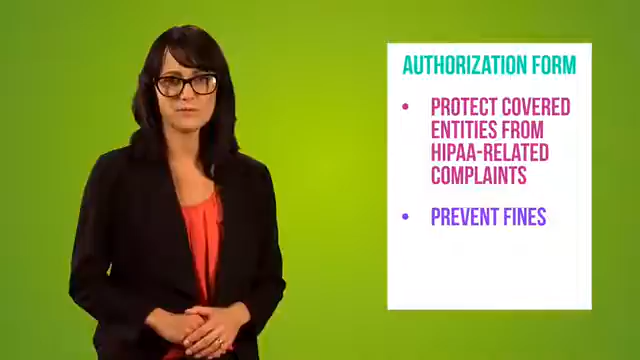 AUTHORIZATION FORM
• PROTECT COVERED
ENTITIES FROM
HIPAA-RELATED
COMPLAINTS
• PREVENT FINES